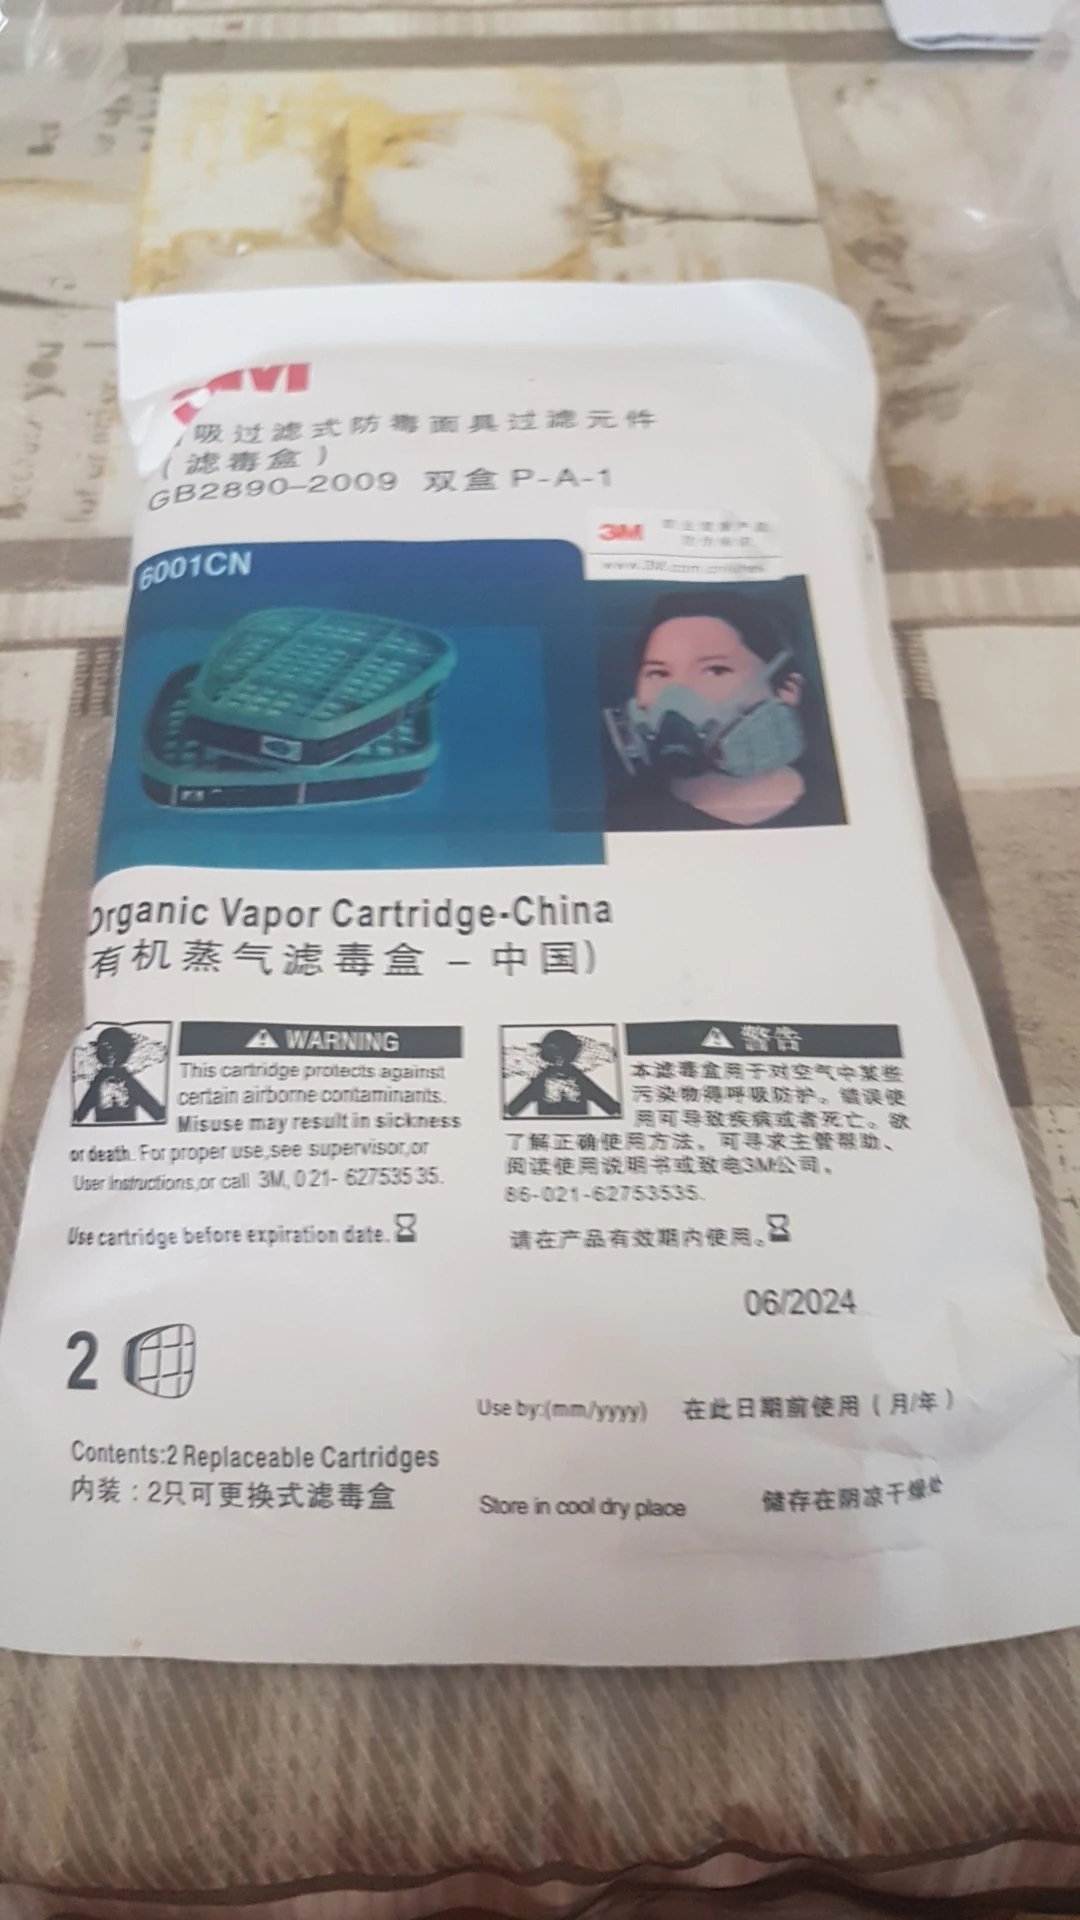 3M
吸过滤式防毒面具过滤元件
(滤毒盒)
GB2890-2009 双盒 P-A-1
3M
6001CN
Organic Vapor Cartridge-China
有机蒸气滤毒盒 - 中国)
WARNING
This cartridge protects against
certain airborne contaminants.
Misuse may result in sickness
or death. For proper use,see supervisor,or
User Instructions,or call 3M, 021- 62753535.
Use cartridge before expiration date.
警告
本滤毒盒用于对空气中某些
污染物得呼吸防护。错误使
用可导致疾病或者死亡。欲
了解正确使用方法，可寻求主管帮助、
阅读使用说明书或致电3M公司，
86-021-62753535.
请在产品有效期内使用。
06/2024
2
Use by:(mm/yyyy) 在此日期前使用(月/年)
Contents:2 Replaceable Cartridges
内装:2只可更换式滤毒盒
Store in cool dry place 储存在阴凉干燥处
you